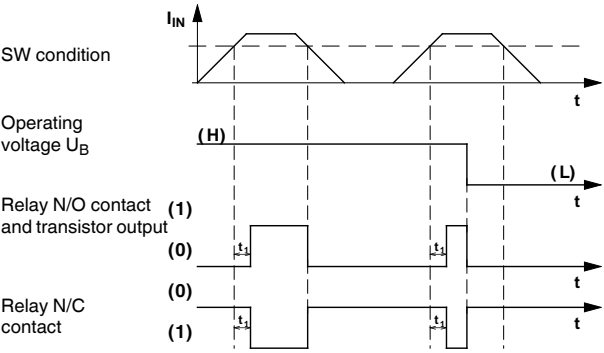 I_IN
SW condition
t
Operating
voltage U_B
(H)
(L)
t
Relay N/O contact
and transistor output
(1)
(0)
t₁
t₁
t
Relay N/C
contact
(0)
(1)
t₁
t₁
t